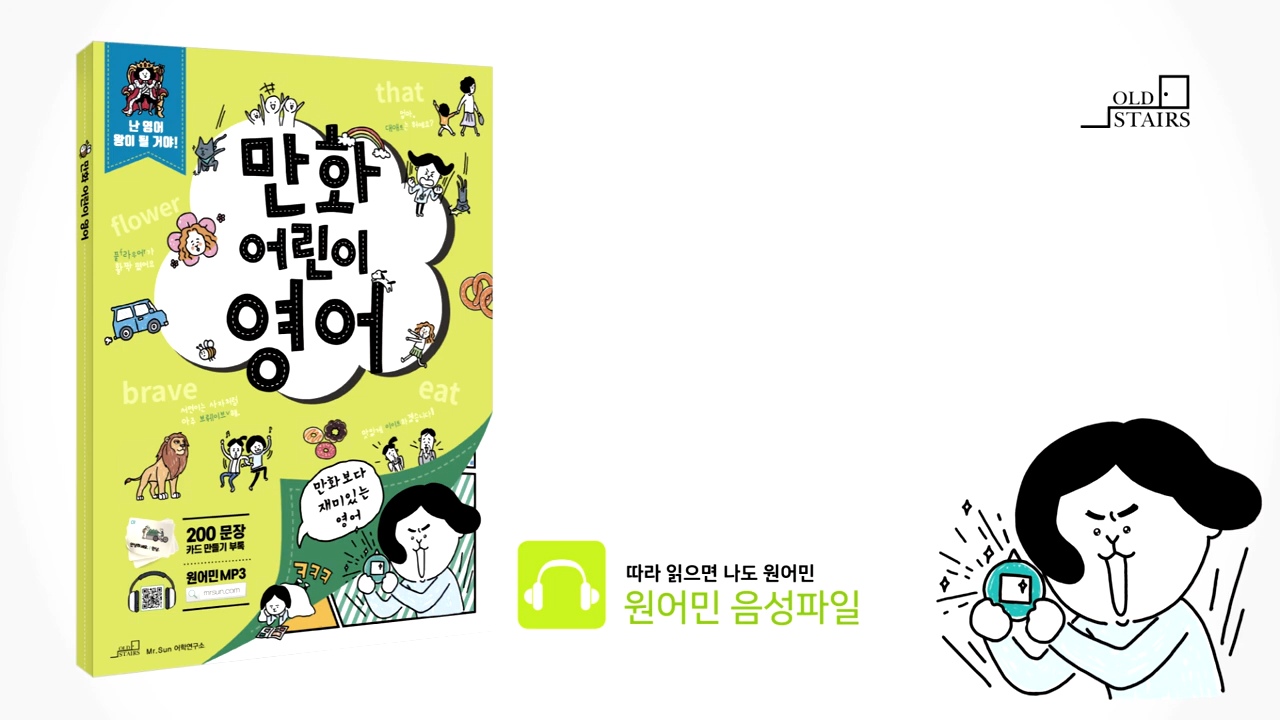 난 영어
왕이 될 거야!
만화 어린이 영어
that
엄마,
flower
만화
어린이
영어
brave
eat
만화보다
재미있는
영어
ㅋㅋㅋ
200 문장
카드 만들기 부록
원어민 MP3
mrsun.com
OLD
STAIRS
Mr.Sun 어학연구소
OLD
STAIRS
따라 읽으면 나도 원어민
원어민 음성파일